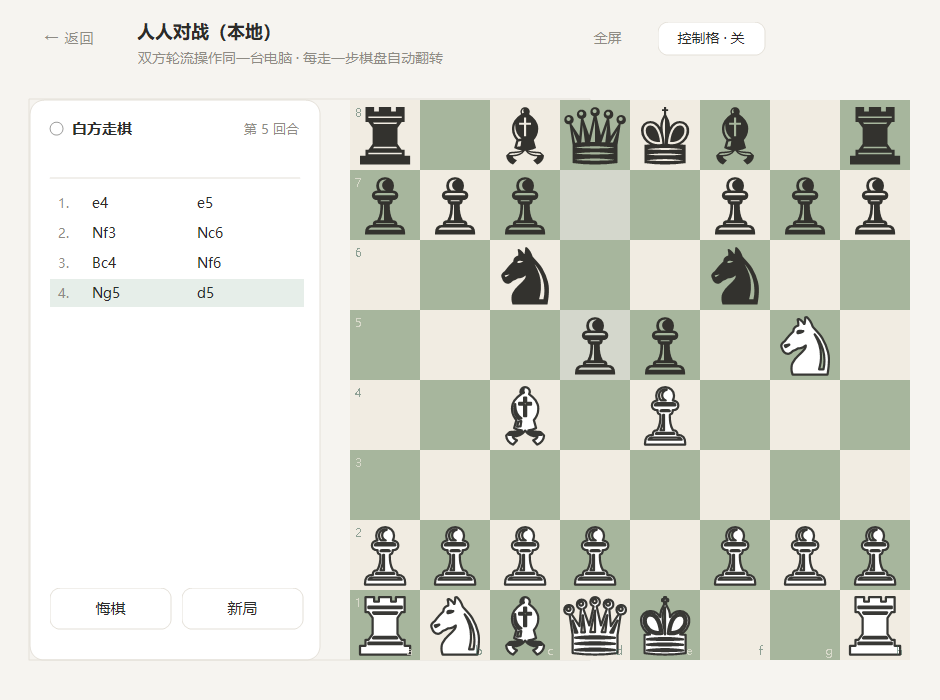 ← 返回
人人对战（本地）
双方轮流操作同一台电脑 · 每走一步棋盘自动翻转
全屏
控制格 · 关
白方走棋
第 5 回合
1. e4 e5
2. Nf3 Nc6
3. Bc4 Nf6
4. Ng5 d5
悔棋
新局
8
7
6
5
4
3
2
1
c d e f g